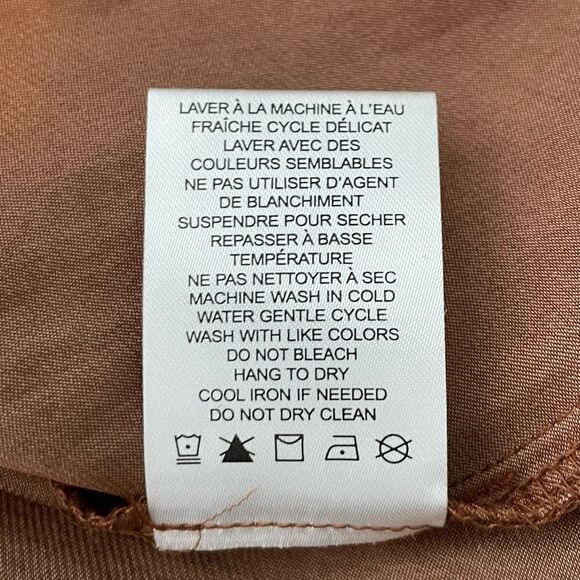 LAVER À LA MACHINE À L'EAU
FRAÎCHE CYCLE DÉLICAT
LAVER AVEC DES
COULEURS SEMBLABLES
NE PAS UTILISER D'AGENT
DE BLANCHIMENT
SUSPENDRE POUR SECHER
REPASSER À BASSE
TEMPÉRATURE
NE PAS NETTOYER À SEC
MACHINE WASH IN COLD
WATER GENTLE CYCLE
WASH WITH LIKE COLORS
DO NOT BLEACH
HANG TO DRY
COOL IRON IF NEEDED
DO NOT DRY CLEAN